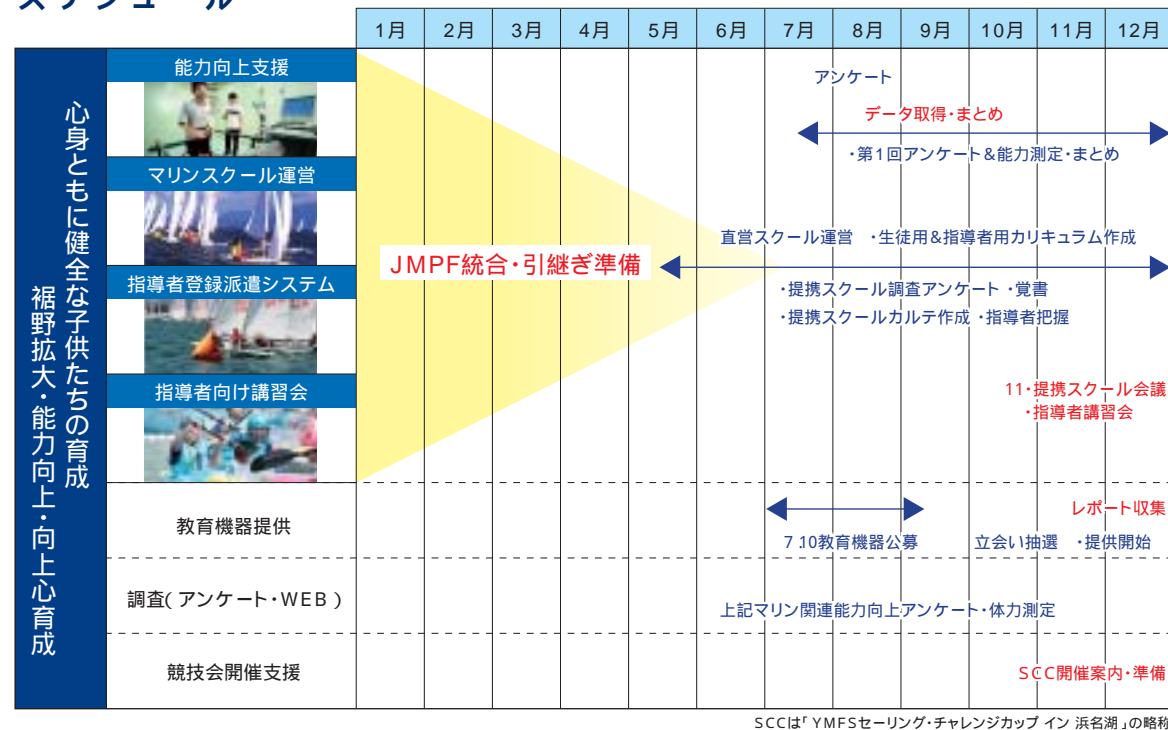 スケジュール
1月 2月 3月 4月 5月 6月 7月 8月 9月 10月 11月 12月
心身ともに健全な子供たちの育成
裾野拡大・能力向上・向上心育成
能力向上支援
アンケート
データ取得・まとめ
・第1回アンケート&能力測定・まとめ
マリンスクール運営
直営スクール運営 ・生徒用&指導者用カリキュラム作成
JMPF統合・引継ぎ準備
指導者登録派遣システム
・提携スクール調査アンケート ・覚書
・提携スクールカルテ作成 ・指導者把握
指導者向け講習会
11・提携スクール会議
・指導者講習会
教育機器提供
レポート収集
7.10教育機器公募 立会い抽選 ・提供開始
調査(アンケート・WEB)
上記マリン関連能力向上アンケート・体力測定
競技会開催支援
SCC開催案内・準備
SCCは「YMFSセーリング・チャレンジカップ イン 浜名湖」の略称